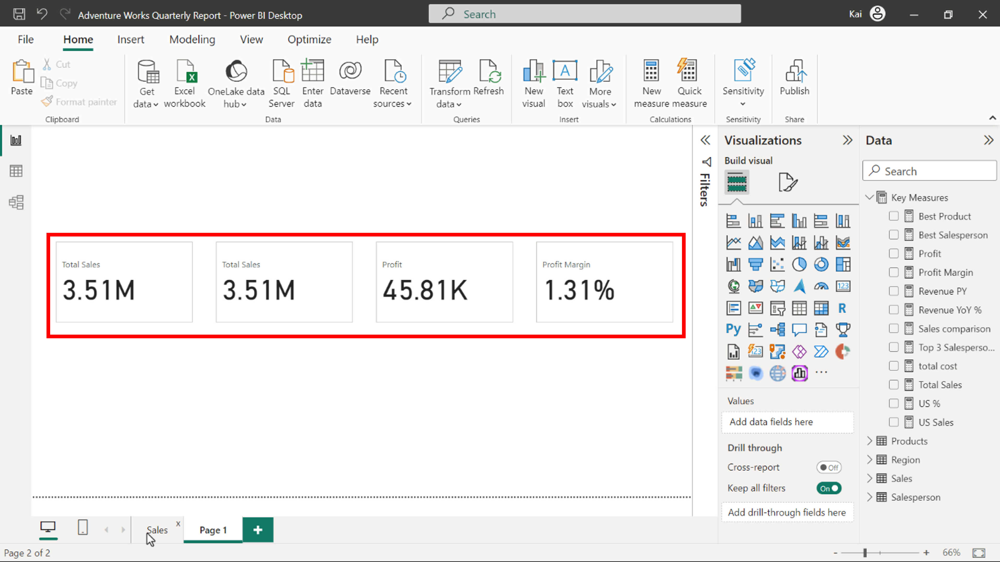 Adventure Works Quarterly Report - Power BI Desktop
Search
Kai
File
Home
Insert
Modeling
View
Optimize
Help
Paste
Cut
Copy
Format painter
Clipboard
Get data
Excel workbook
OneLake data hub
SQL Server
Enter data
Dataverse
Recent sources
Data
Transform data
Refresh
Queries
New visual
Text box
More visuals
Insert
New measure
Quick measure
Calculations
Sensitivity
Sensitivity
Publish
Share
Total Sales
3.51M
Total Sales
3.51M
Profit
45.81K
Profit Margin
1.31%
Filters
Visualizations
Build visual
123
R
Py
123
...
Values
Add data fields here
Drill through
Cross-report
Off
Keep all filters
On
Add drill-through fields here
Data
Search
Key Measures
Best Product
Best Salesperson
Profit
Profit Margin
Revenue PY
Revenue YoY %
Sales comparison
Top 3 Salesperso...
total cost
Total Sales
US %
US Sales
Products
Region
Sales
Salesperson
Sales
x
Page 1
+
Page 2 of 2
-
+
66%